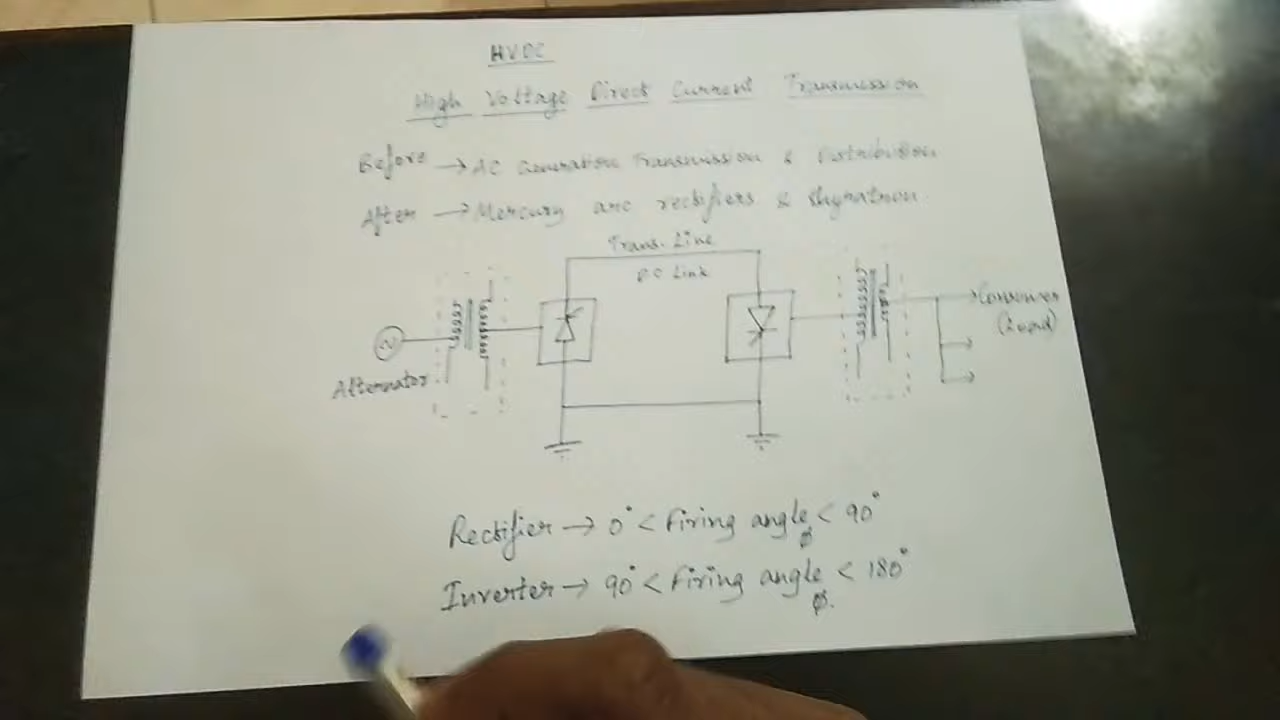 HVDC
High Voltage Direct Current Transmission
Before → AC Generation Transmission & Distribution
After → Mercury arc rectifiers & thyratron.
Trans. Line
D.C Link
Alternator
Consumer
(Load)
Rectifier → 0° < Firing angle < 90°
ø
Inverter → 90° < Firing angle < 180°
ø.